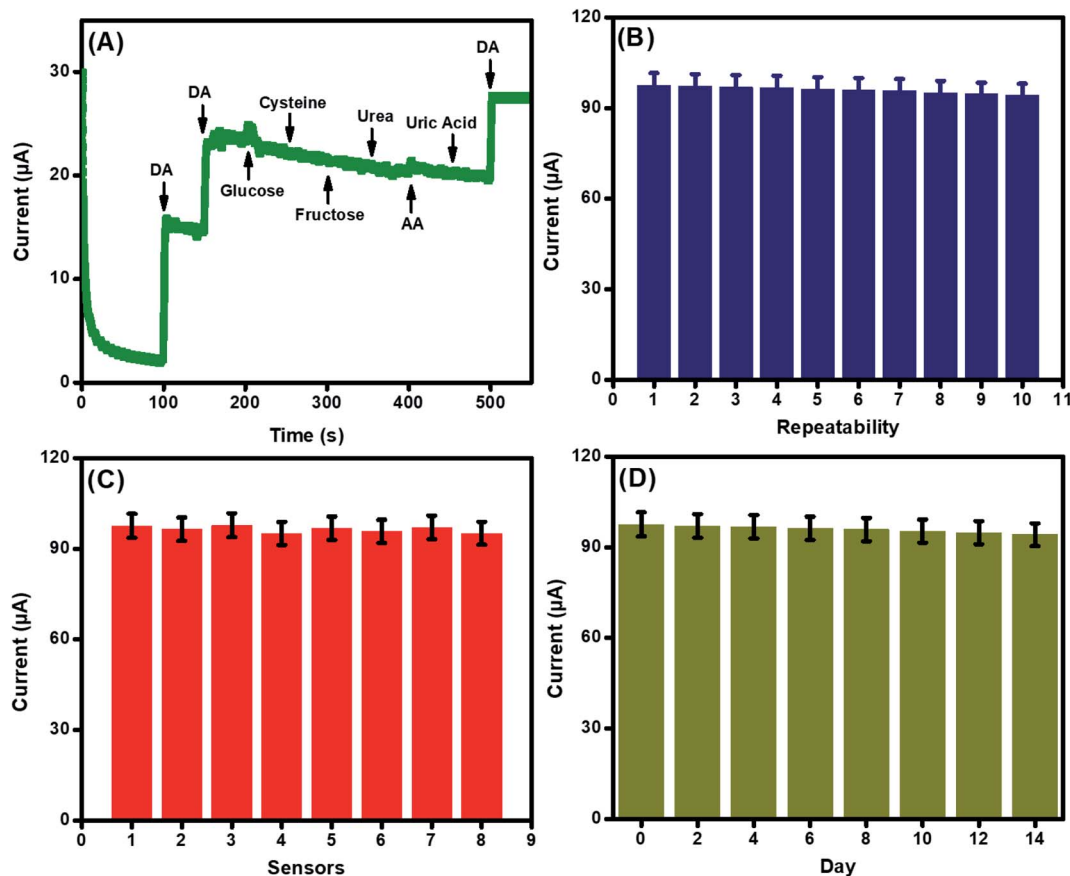 (A)
30
20
10
0
Current (µA)
DA
DA
Cysteine
Urea
Uric Acid
DA
Glucose
Fructose
AA
0 100 200 300 400 500
Time (s)
(B)
120
90
60
30
0
Current (µA)
0 1 2 3 4 5 6 7 8 9 10 11
Repeatability
(C)
120
90
60
30
0
Current (µA)
0 1 2 3 4 5 6 7 8 9
Sensors
(D)
120
90
60
30
0
Current (µA)
0 2 4 6 8 10 12 14
Day